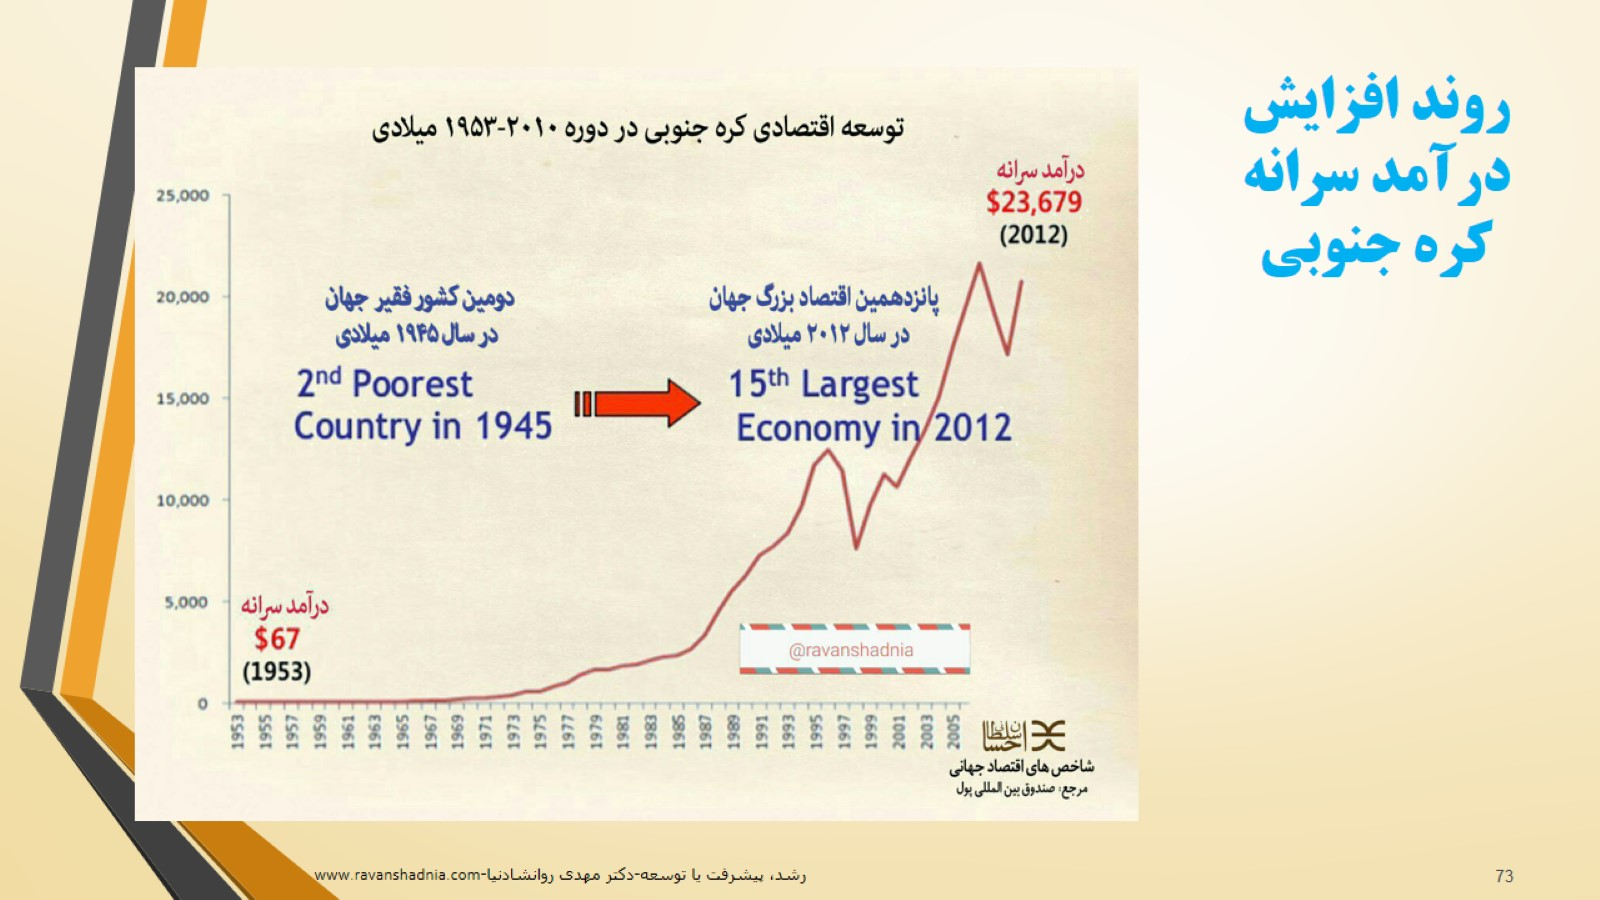 روند افزایش
درآمد سرانه
کره جنوبی
توسعه اقتصادی کره جنوبی در دوره ۲۰۱۰-۱۹۵۳ میلادی
درآمد سرانه
$23,679
(2012)
25,000
20,000
15,000
10,000
5,000
0
دومین کشور فقیر جهان
در سال ۱۹۴۵ میلادی
2nd Poorest
Country in 1945
پانزدهمین اقتصاد بزرگ جهان
در سال ۲۰۱۲ میلادی
15th Largest
Economy in 2012
درآمد سرانه
$67
(1953)
@ravanshadnia
1953 1955 1957 1959 1961 1963 1965 1967 1969 1971 1973 1975 1977 1979 1981 1983 1985 1987 1989 1991 1993 1995 1997 1999 2001 2003 2005
احسان سلطانی
شاخص های اقتصاد جهانی
مرجع: صندوق بین المللی پول
رشد، پیشرفت یا توسعه-دکتر مهدی روانشادنیا-www.ravanshadnia.com
73